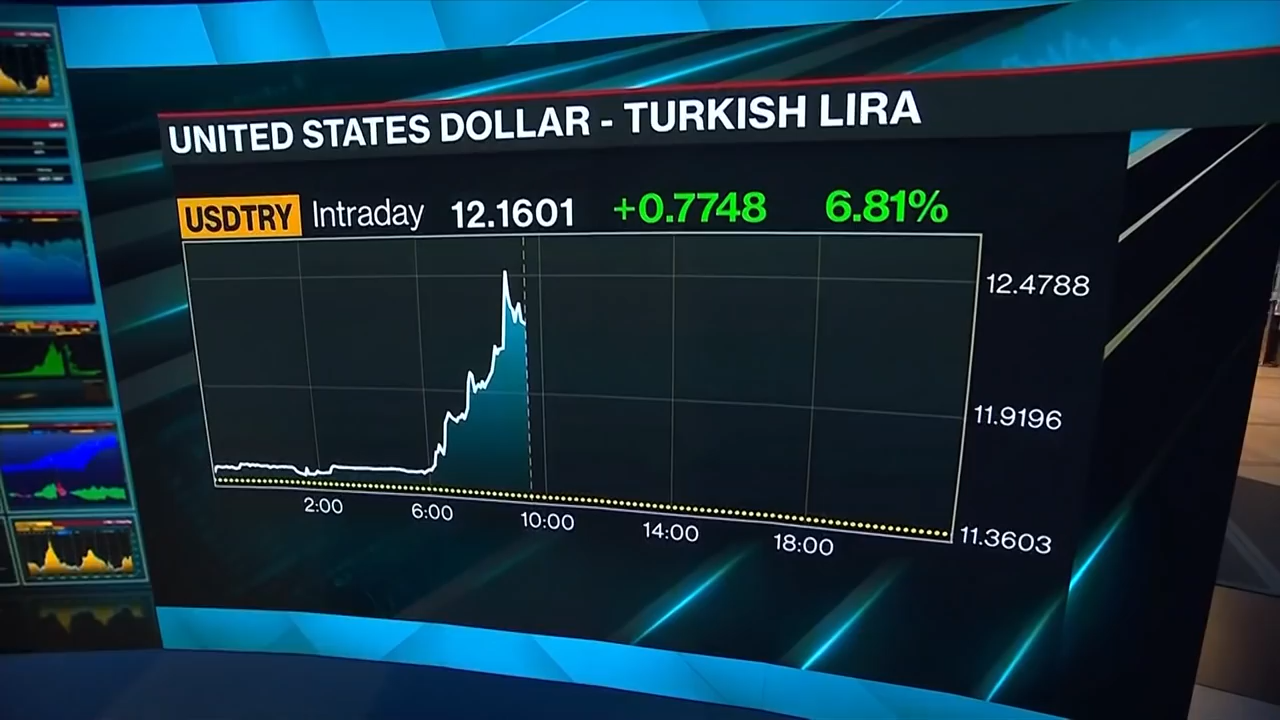 UNITED STATES DOLLAR - TURKISH LIRA
USDTRY Intraday 12.1601 +0.7748 6.81%
12.4788
11.9196
11.3603
2:00 6:00 10:00 14:00 18:00